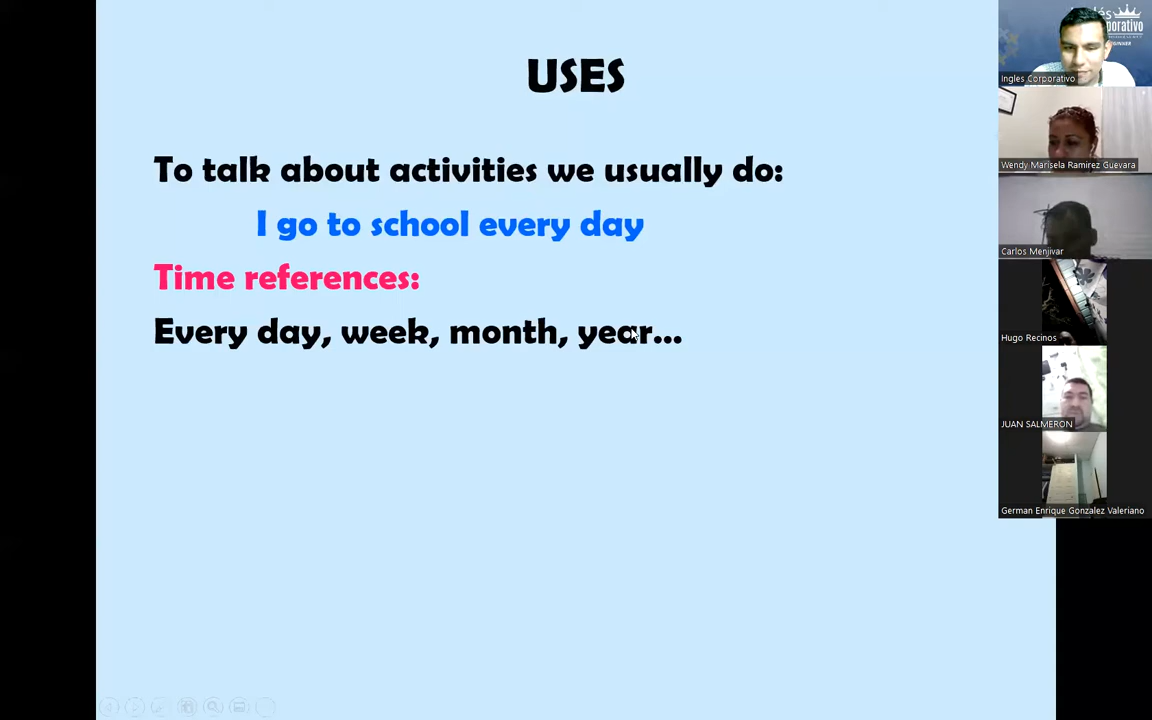 USES
To talk about activities we usually do:
I go to school every day
Time references:
Every day, week, month, year...
Ingles Corporativo
Wendy Marisela Ramirez Guevara
Carlos Menjivar
Hugo Recinos
JUAN SALMERON
German Enrique Gonzalez Valeriano